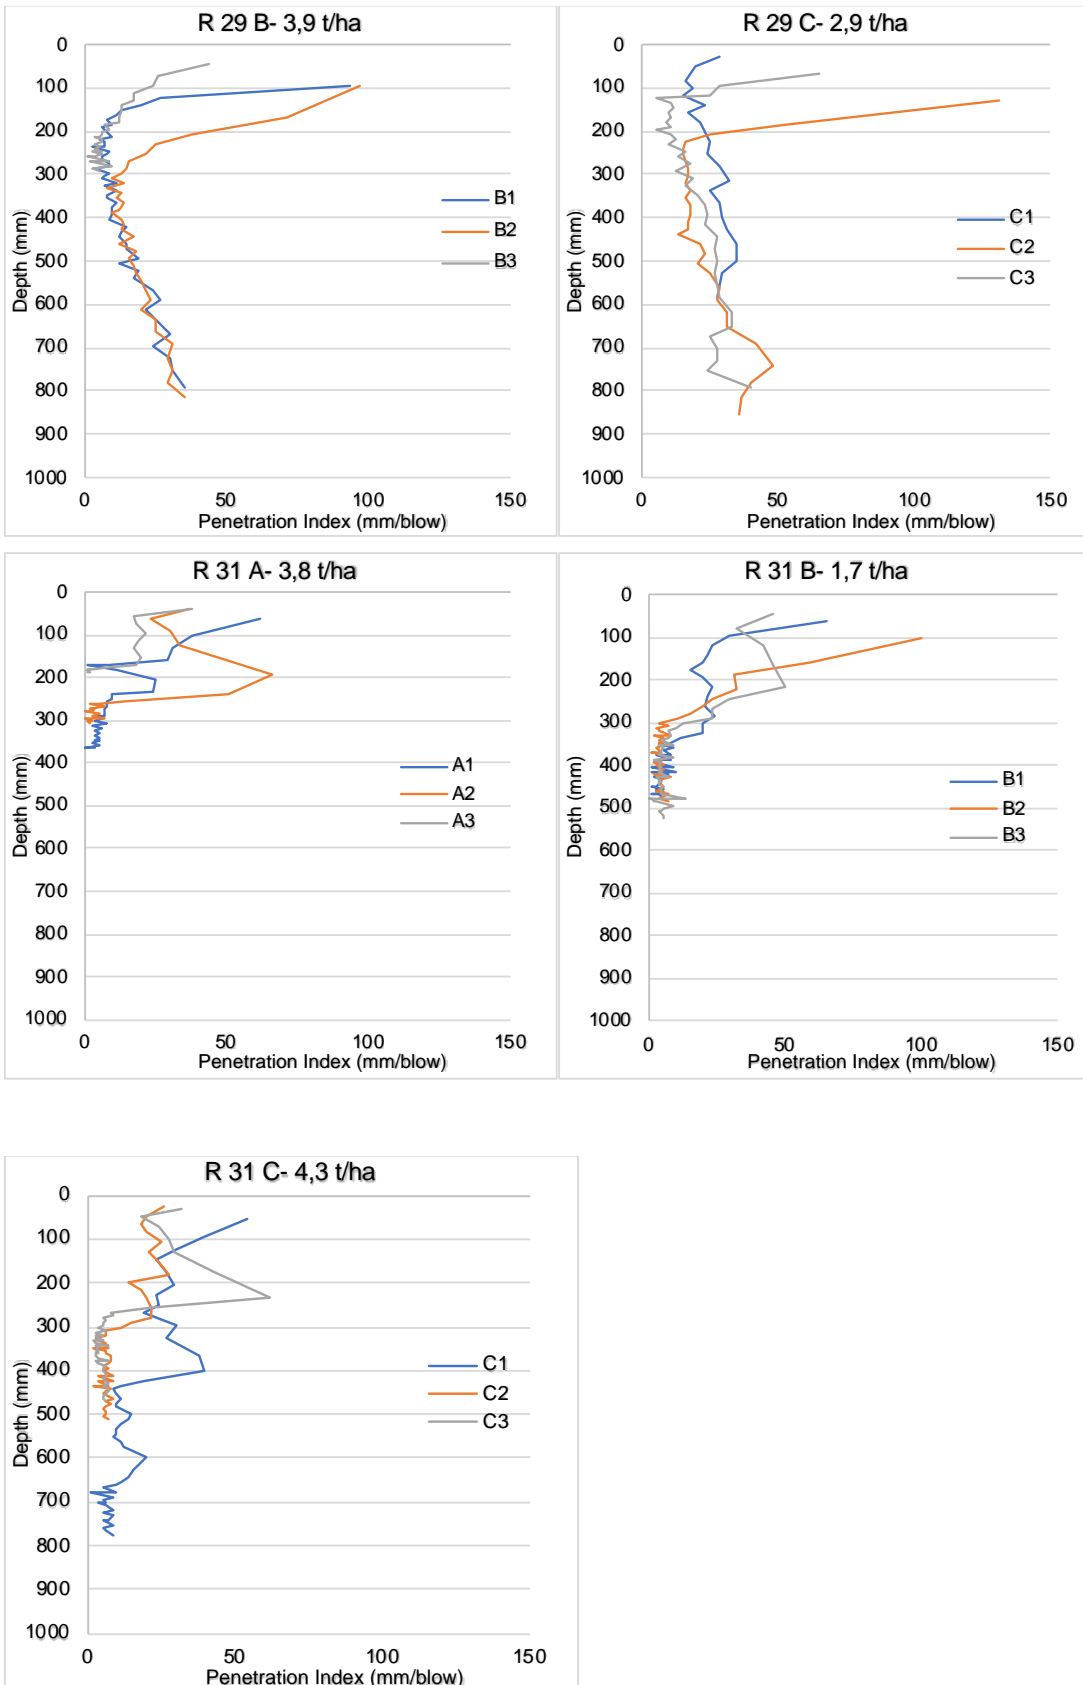 R 29 B- 3,9 t/ha
0
100
200
300
400
500
600
700
800
900
1000
Depth (mm)
0 50 100 150
Penetration Index (mm/blow)
B1
B2
B3
R 29 C- 2,9 t/ha
0
100
200
300
400
500
600
700
800
900
1000
Depth (mm)
0 50 100 150
Penetration Index (mm/blow)
C1
C2
C3
R 31 A- 3,8 t/ha
0
100
200
300
400
500
600
700
800
900
1000
Depth (mm)
0 50 100 150
Penetration Index (mm/blow)
A1
A2
A3
R 31 B- 1,7 t/ha
0
100
200
300
400
500
600
700
800
900
1000
Depth (mm)
0 50 100 150
Penetration Index (mm/blow)
B1
B2
B3
R 31 C- 4,3 t/ha
0
100
200
300
400
500
600
700
800
900
1000
Depth (mm)
0 50 100 150
Penetration Index (mm/blow)
C1
C2
C3